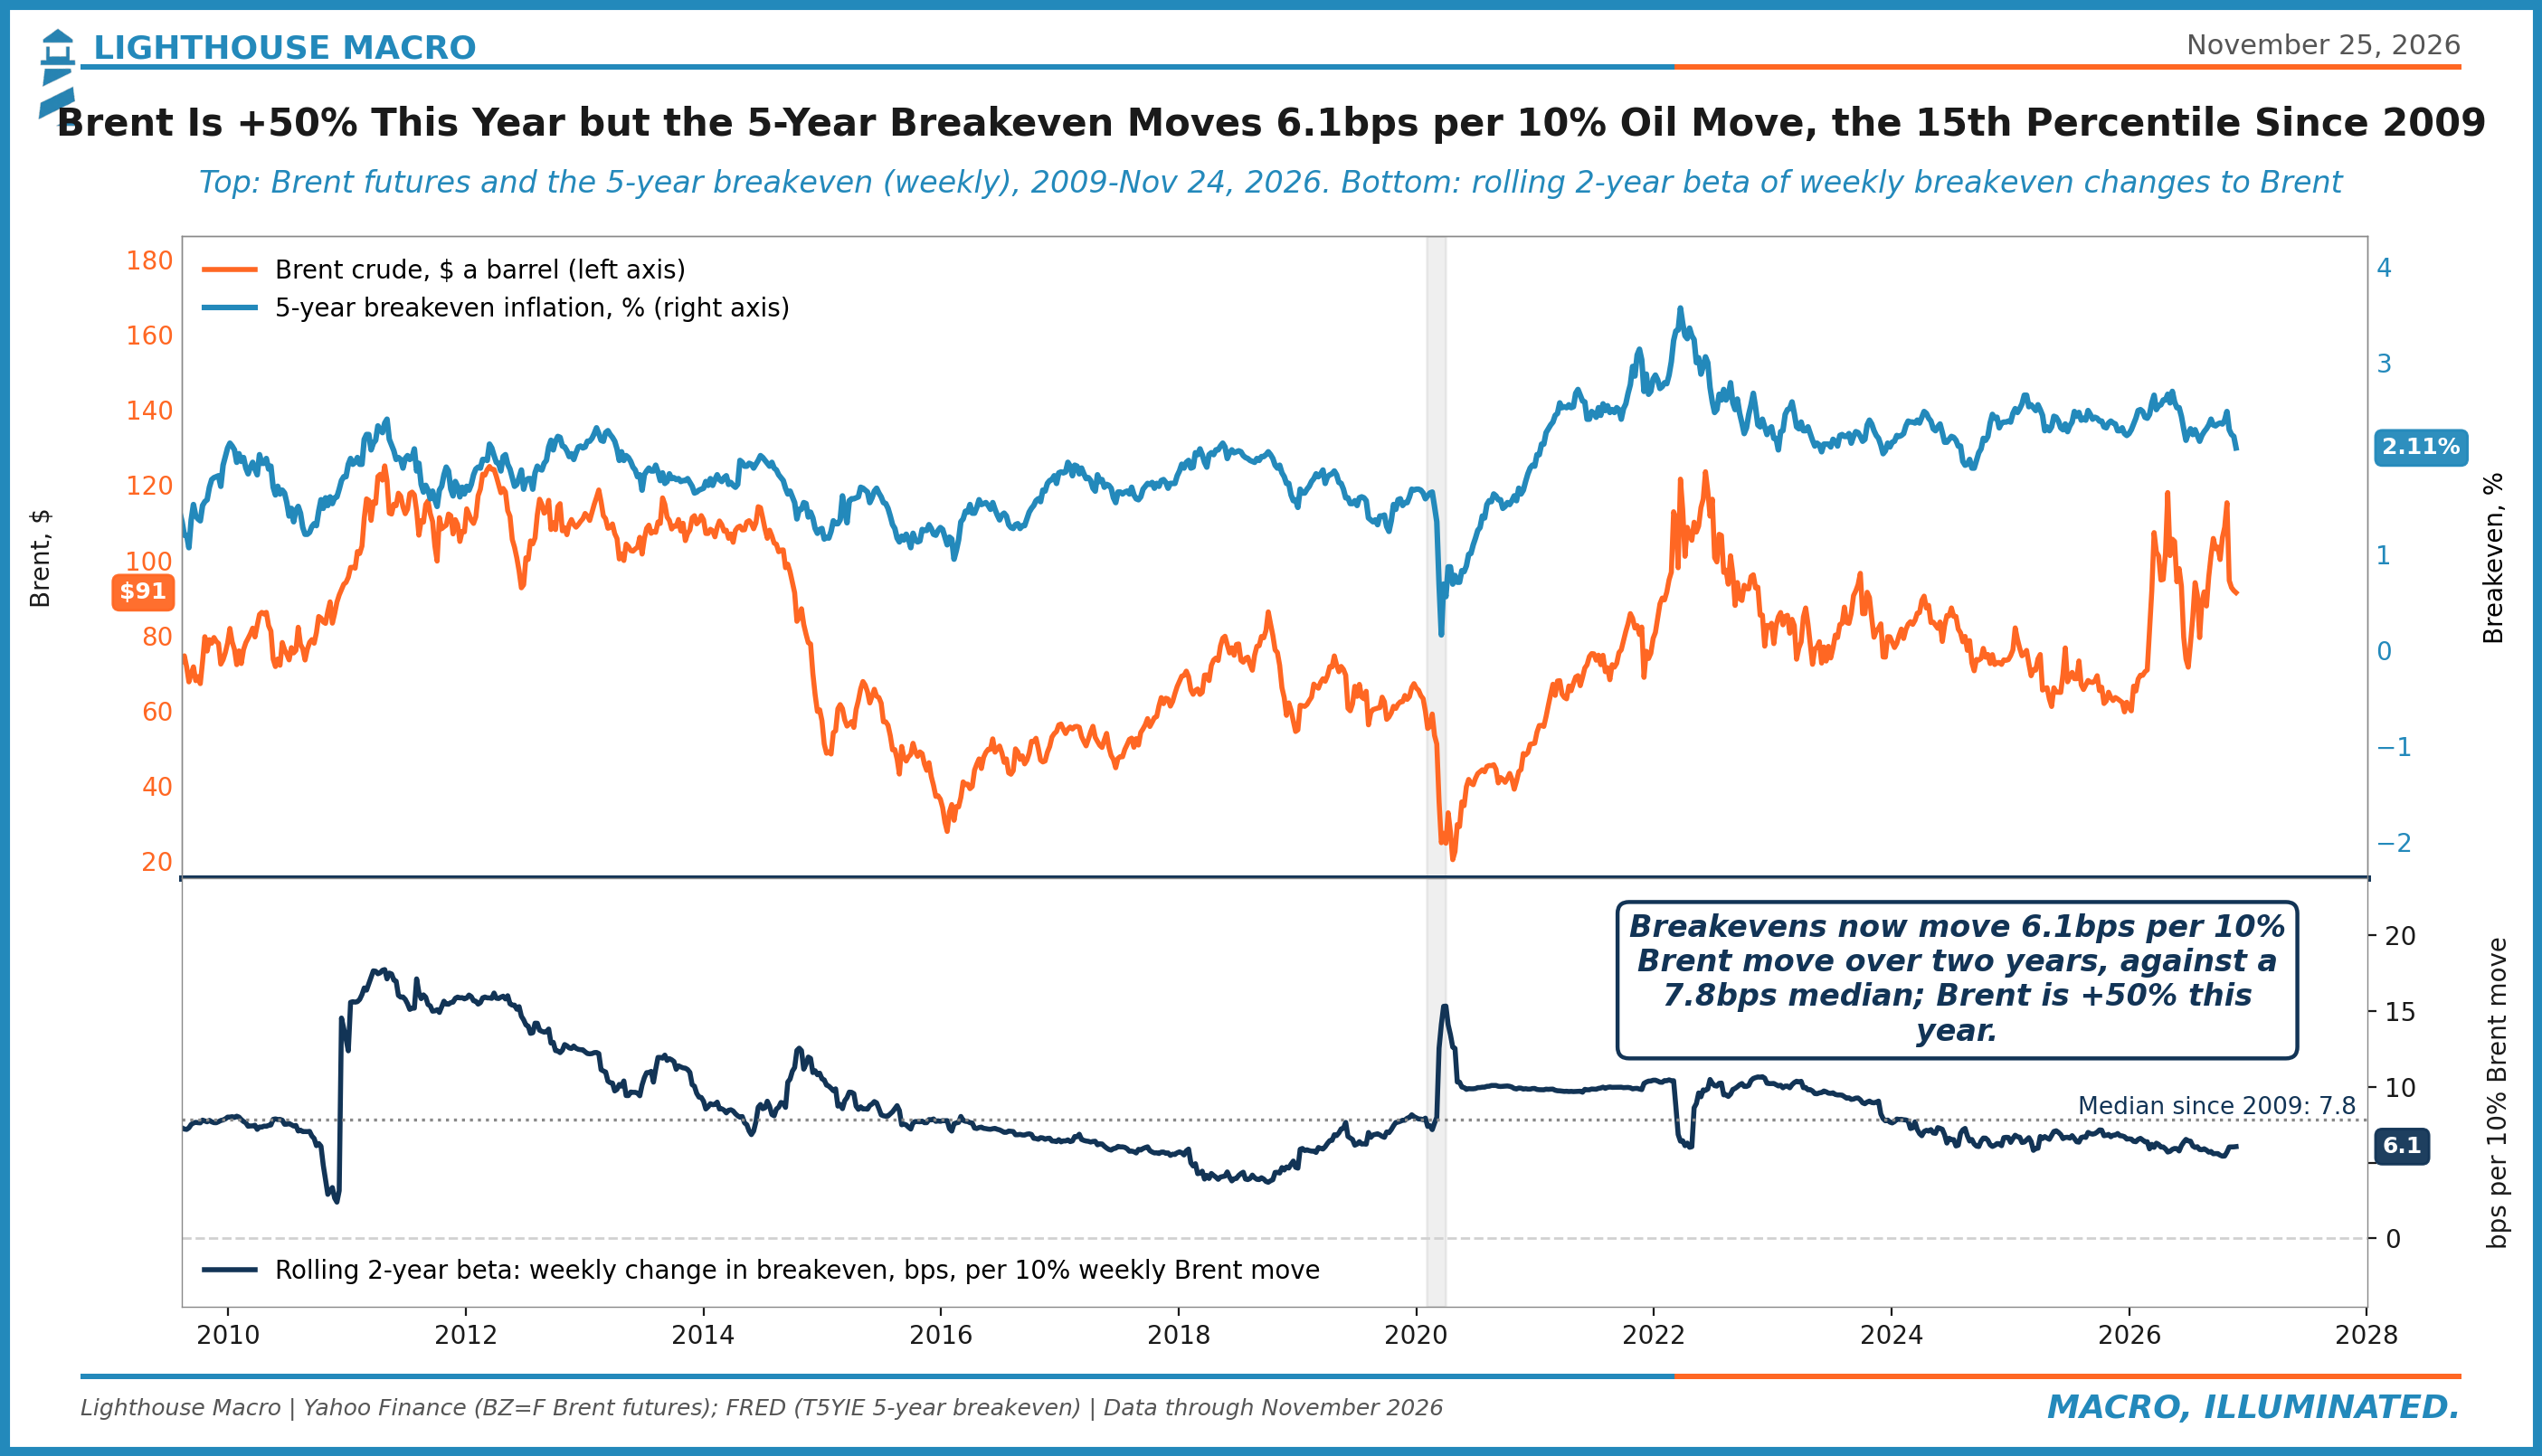 LIGHTHOUSE MACRO
November 25, 2026
Brent Is +50% This Year but the 5-Year Breakeven Moves 6.1bps per 10% Oil Move, the 15th Percentile Since 2009
Top: Brent futures and the 5-year breakeven (weekly), 2009-Nov 24, 2026. Bottom: rolling 2-year beta of weekly breakeven changes to Brent
Brent crude, $ a barrel (left axis)
5-year breakeven inflation, % (right axis)
Brent, $
180
160
140
120
100
$91
80
60
40
20
4
3
2.11%
1
0
−1
−2
Breakeven, %
Breakevens now move 6.1bps per 10%
Brent move over two years, against a
7.8bps median; Brent is +50% this
year.
Median since 2009: 7.8
20
15
10
6.1
0
bps per 10% Brent move
Rolling 2-year beta: weekly change in breakeven, bps, per 10% weekly Brent move
2010 2012 2014 2016 2018 2020 2022 2024 2026 2028
Lighthouse Macro | Yahoo Finance (BZ=F Brent futures); FRED (T5YIE 5-year breakeven) | Data through November 2026
MACRO, ILLUMINATED.